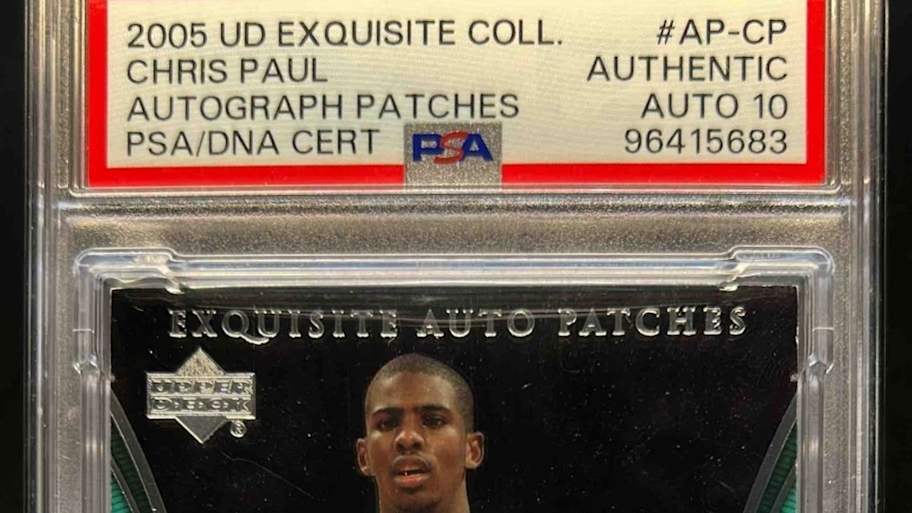 2005 UD EXQUISITE COLL. #AP-CP
CHRIS PAUL AUTHENTIC
AUTOGRAPH PATCHES AUTO 10
PSA/DNA CERT PSA 96415683
EXQUISITE AUTO PATCHES
UPPER
DECK
®